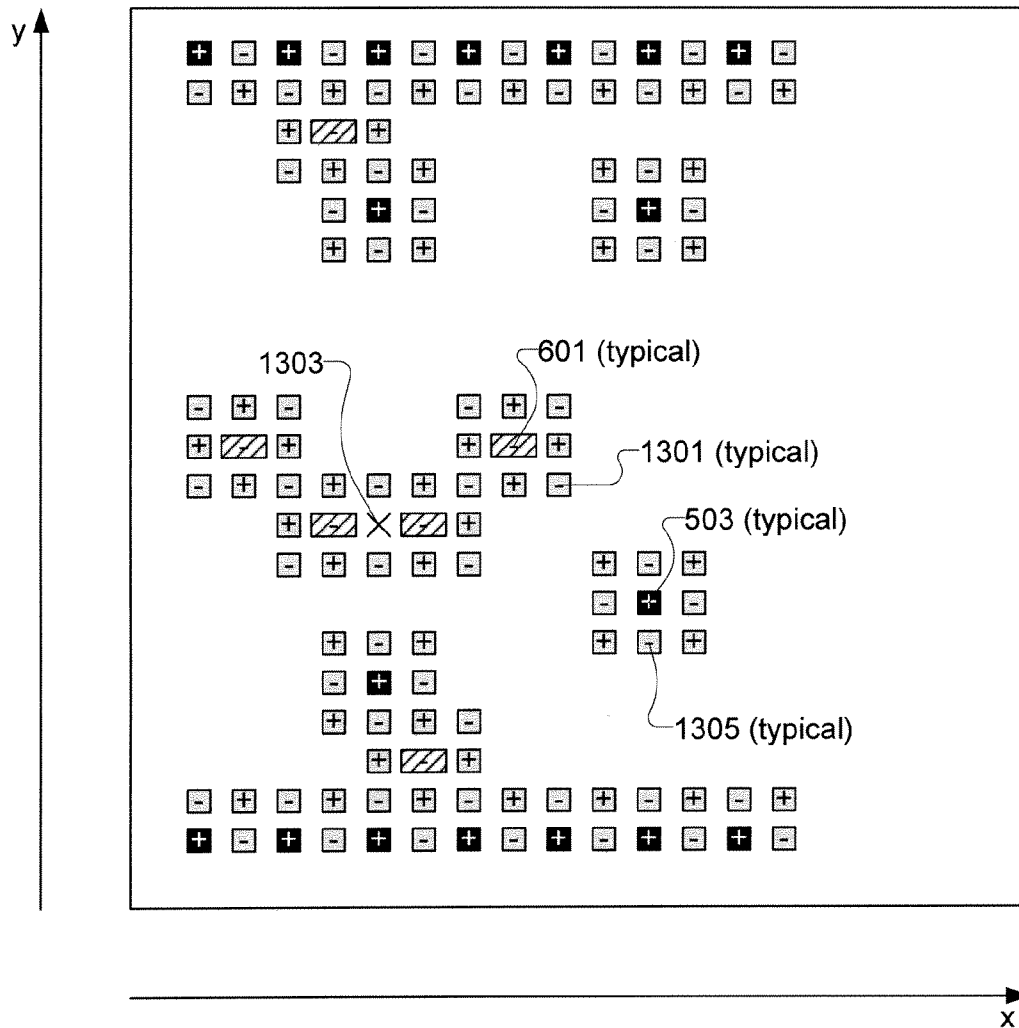 y
+ - + - + - + - + - + - + -
- + - + - + - + - + - + - +
+ - +
- + - + + - +
- + - - + -
+ - + + - +
1303
601 (typical)
- + - - + -
+ - + + - +
1301 (typical)
- + - + - + - + -
503 (typical)
+ - X - +
- + - + - + - +
- + -
+ - + + - +
- + -
1305 (typical)
+ - + -
+ - +
- + - + - + - + - + - + - +
+ - + - + - + - + - + - + -
x